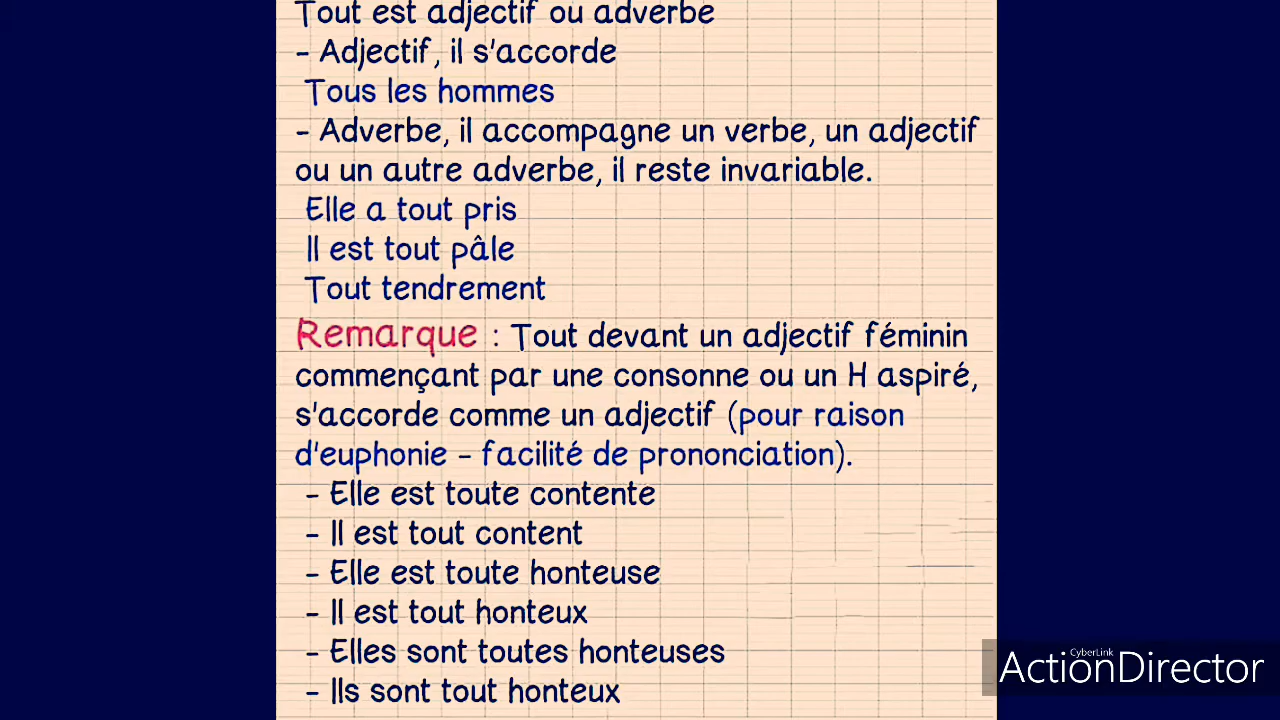 Tout est adjectif ou adverbe
- Adjectif, il s'accorde
Tous les hommes
- Adverbe, il accompagne un verbe, un adjectif
ou un autre adverbe, il reste invariable.
Elle a tout pris
Il est tout pâle
Tout tendrement
Remarque : Tout devant un adjectif féminin
commençant par une consonne ou un H aspiré,
s'accorde comme un adjectif (pour raison
d'euphonie - facilité de prononciation).
- Elle est toute contente
- Il est tout content
- Elle est toute honteuse
- Il est tout honteux
- Elles sont toutes honteuses
- Ils sont tout honteux
CyberLink
ActionDirector